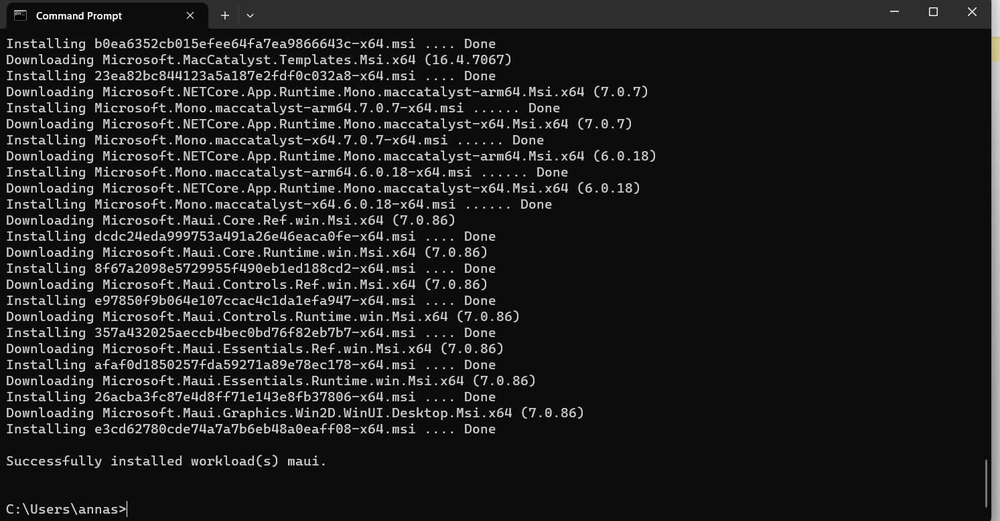 Command Prompt
Installing b0ea6352cb015efee64fa7ea9866643c-x64.msi .... Done
Downloading Microsoft.MacCatalyst.Templates.Msi.x64 (16.4.7067)
Installing 23ea82bc844123a5a187e2fdf0c032a8-x64.msi .... Done
Downloading Microsoft.NETCore.App.Runtime.Mono.maccatalyst-arm64.Msi.x64 (7.0.7)
Installing Microsoft.Mono.maccatalyst-arm64.7.0.7-x64.msi ...... Done
Downloading Microsoft.NETCore.App.Runtime.Mono.maccatalyst-x64.Msi.x64 (7.0.7)
Installing Microsoft.Mono.maccatalyst-x64.7.0.7-x64.msi ...... Done
Downloading Microsoft.NETCore.App.Runtime.Mono.maccatalyst-arm64.Msi.x64 (6.0.18)
Installing Microsoft.Mono.maccatalyst-arm64.6.0.18-x64.msi ...... Done
Downloading Microsoft.NETCore.App.Runtime.Mono.maccatalyst-x64.Msi.x64 (6.0.18)
Installing Microsoft.Mono.maccatalyst-x64.6.0.18-x64.msi ...... Done
Downloading Microsoft.Maui.Core.Ref.win.Msi.x64 (7.0.86)
Installing dcdc24eda999753a491a26e46eaca0fe-x64.msi .... Done
Downloading Microsoft.Maui.Core.Runtime.win.Msi.x64 (7.0.86)
Installing 8f67a2098e5729955f490eb1ed188cd2-x64.msi .... Done
Downloading Microsoft.Maui.Controls.Ref.win.Msi.x64 (7.0.86)
Installing e97850f9b064e107ccac4c1da1efa947-x64.msi .... Done
Downloading Microsoft.Maui.Controls.Runtime.win.Msi.x64 (7.0.86)
Installing 357a432025aeccb4bec0bd76f82eb7b7-x64.msi .... Done
Downloading Microsoft.Maui.Essentials.Ref.win.Msi.x64 (7.0.86)
Installing afaf0d1850257fda59271a89e78ec178-x64.msi .... Done
Downloading Microsoft.Maui.Essentials.Runtime.win.Msi.x64 (7.0.86)
Installing 26acba3fc87e4d8ff71e143e8fb37806-x64.msi .... Done
Downloading Microsoft.Maui.Graphics.Win2D.WinUI.Desktop.Msi.x64 (7.0.86)
Installing e3cd62780cde74a7a7b6eb48a0eaff08-x64.msi .... Done
Successfully installed workload(s) maui.
C:\Users\annas>